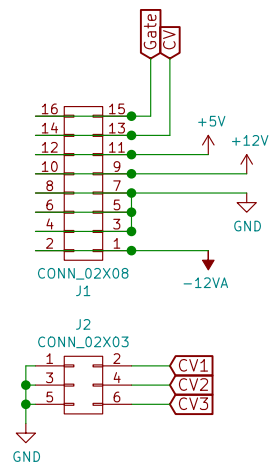 Gate
CV
+5V
+12V
16 15
14 13
12 11
10 9
8 7
6 5
4 3
2 1
GND
-12VA
CONN_02X08
J1
J2
CONN_02X03
1 2 CV1
3 4 CV2
5 6 CV3
GND